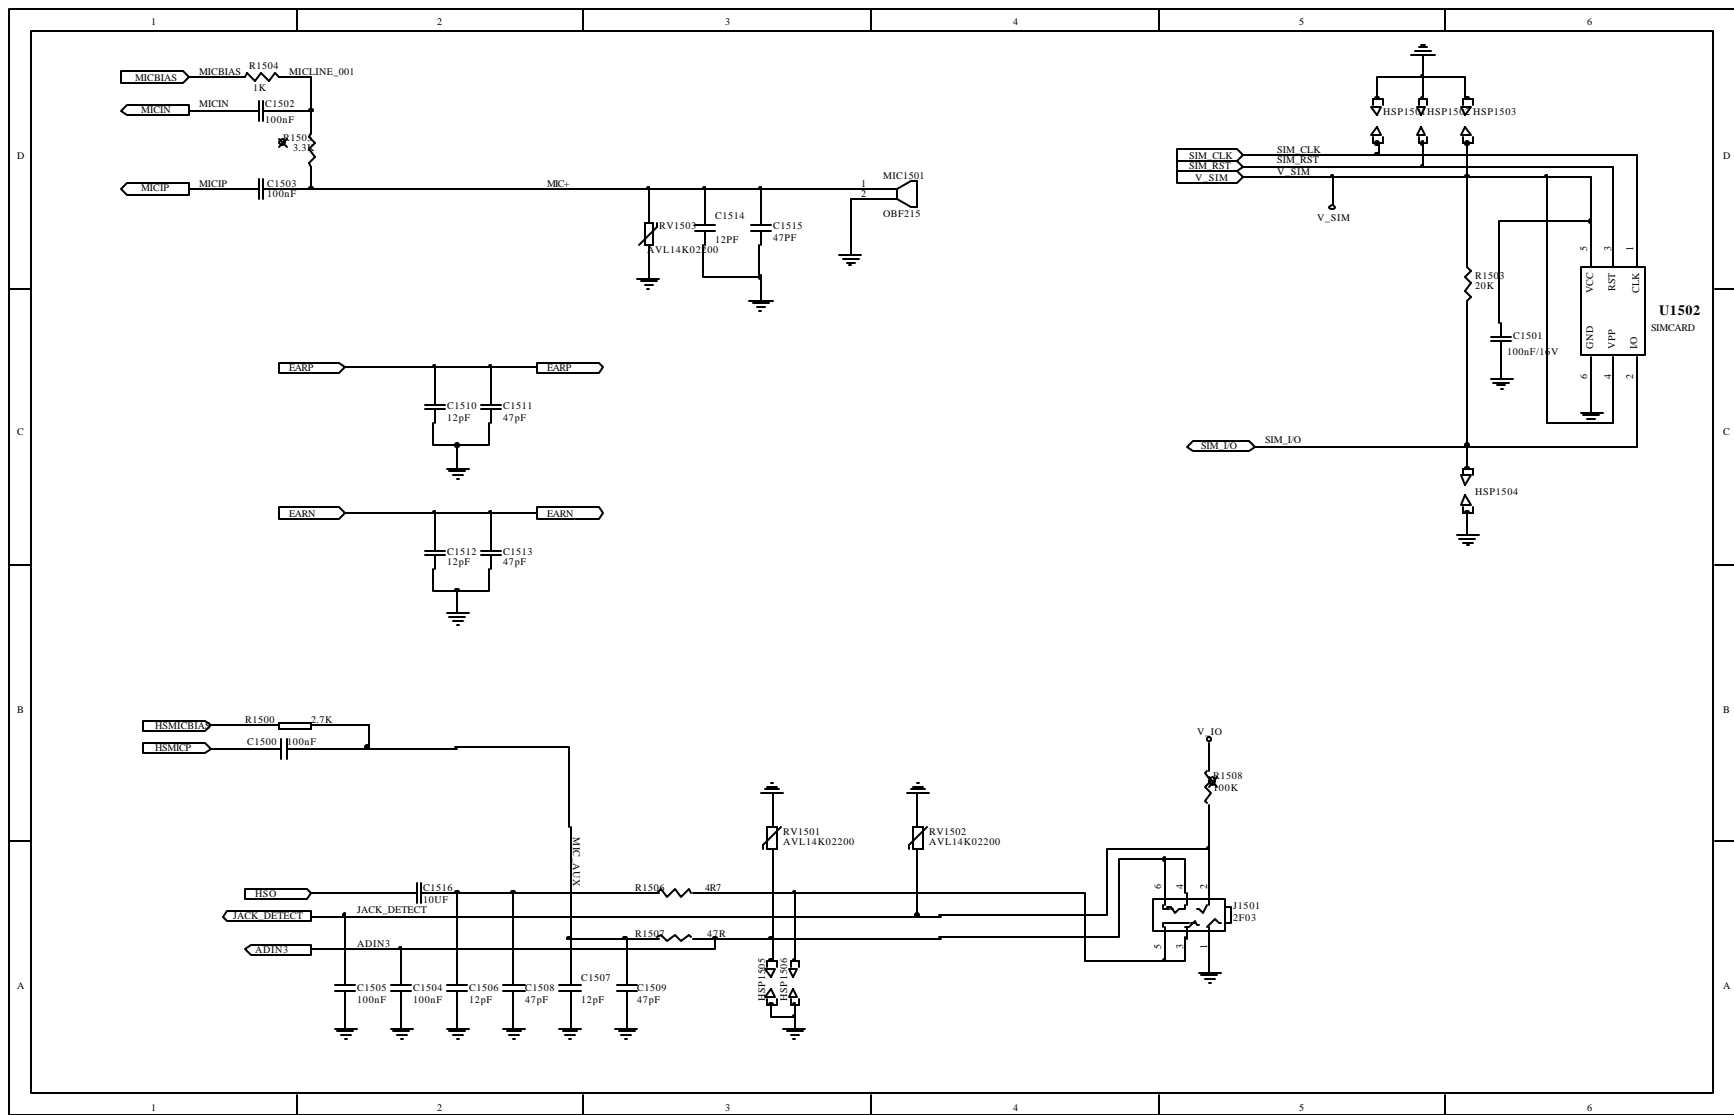 1 2 3 4 5 6
MICBIAS MICBIAS R1504 MICLINE_001
1K
MICIN MICIN C1502
100nF
3.3K
MICIP MICIP C1503
100nF
MIC+
RV1503
AVL14K02200
C1514
12PF
C1515
47PF
1
2
MIC1501
OBF215
HSP1503
SIM_CLK SIM_CLK
SIM_RST SIM_RST
V_SIM V_SIM
V_SIM
D D
R1503
20K
5 3 1
VCC RST CLK
U1502
SIMCARD
GND VPP I/O
6 4 2
C1501
100nF/16V
EARP EARP
C1510
12pF
C1511
47pF
C C
SIM_I/O SIM_I/O
HSP1504
EARN EARN
C1512
12pF
C1513
47pF
B B
HSMICBIAS R1500 2.7K
HSMICP C1500 100nF
V_IO
R1508
100K
RV1501
AVL14K02200
RV1502
AVL14K02200
MIC_AUX
HSO C1516
10UF
R1506 4R7
JACK_DETECT JACK_DETECT
R1507 47R
ADIN3 ADIN3
6 4 2
J1501
2F03
5 3 1
HSP1505 HSP1506
C1505
100nF
C1504
100nF
C1506
12pF
C1508
47pF
C1507
12pF
C1509
47pF
A A
1 2 3 4 5 6